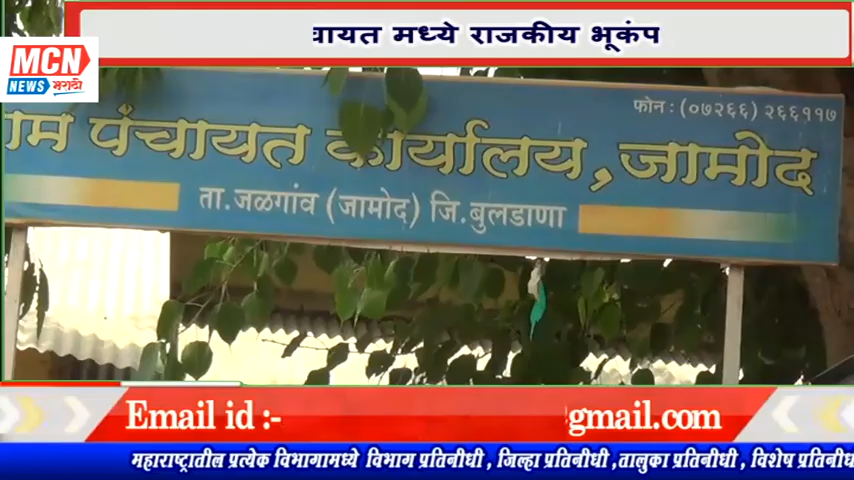 मध्ये राजकीय भूकंप
MCN
NEWS मराठी
फोन : (०७२६६) २६६११७
पंचायत कार्यालय, जामोद
ता. जळगांव (जामोद) जि. बुलडाणा
Email id :- gmail.com
महाराष्ट्रातील प्रत्येक विभागामध्ये विभाग प्रतिनीधी , जिल्हा प्रतिनीधी ,तालुका प्रतिनीधी , विशेष प्रतिनीधी